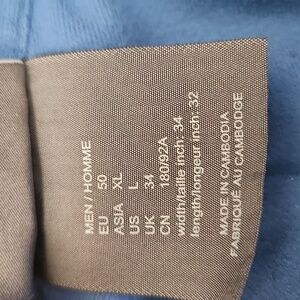 MEN / HOMME
EU 50
ASIA XL
US L
UK 34
CN 180/92A
width/taille inch: 34
length/longeur inch: 32
MADE IN CAMBODIA
FABRIQUÉ AU CAMBODGE